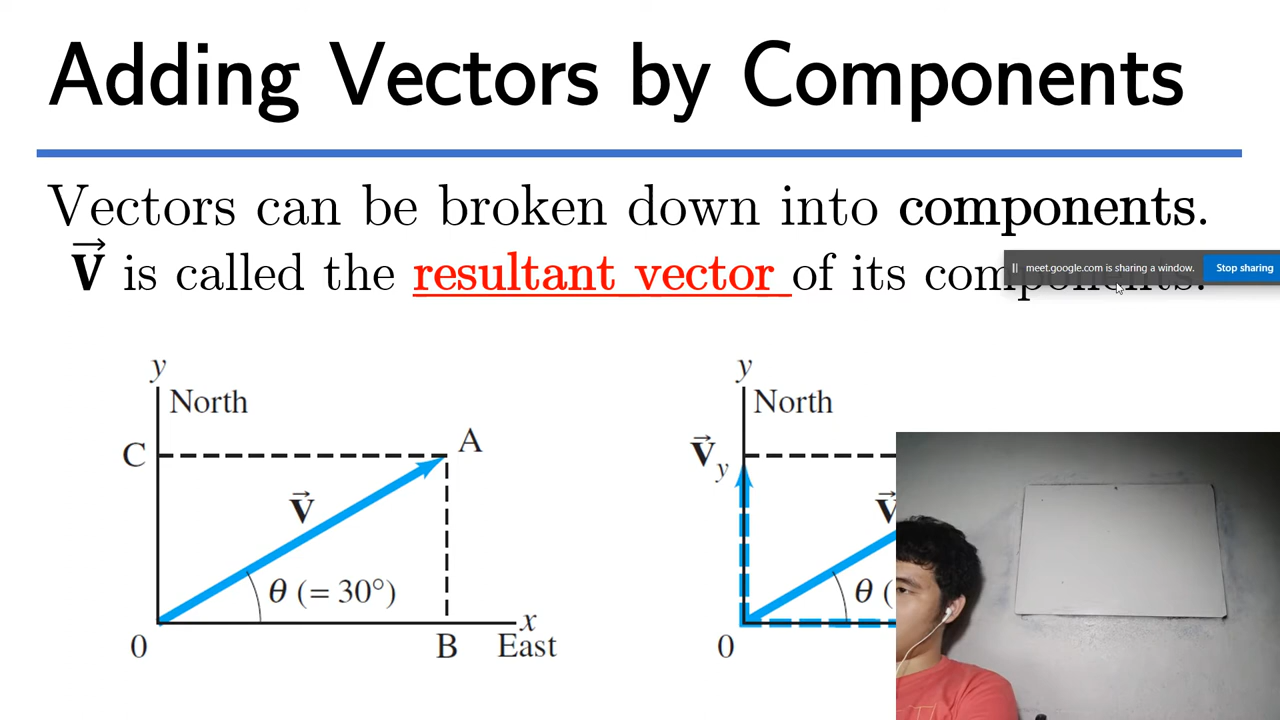 Adding Vectors by Components
Vectors can be broken down into components.
V⃗ is called the resultant vector of its components.
meet.google.com is sharing a window. Stop sharing
y
North
C
A
V⃗
θ (= 30°)
0
B
x
East
y
North
V⃗y
V⃗
θ (
0